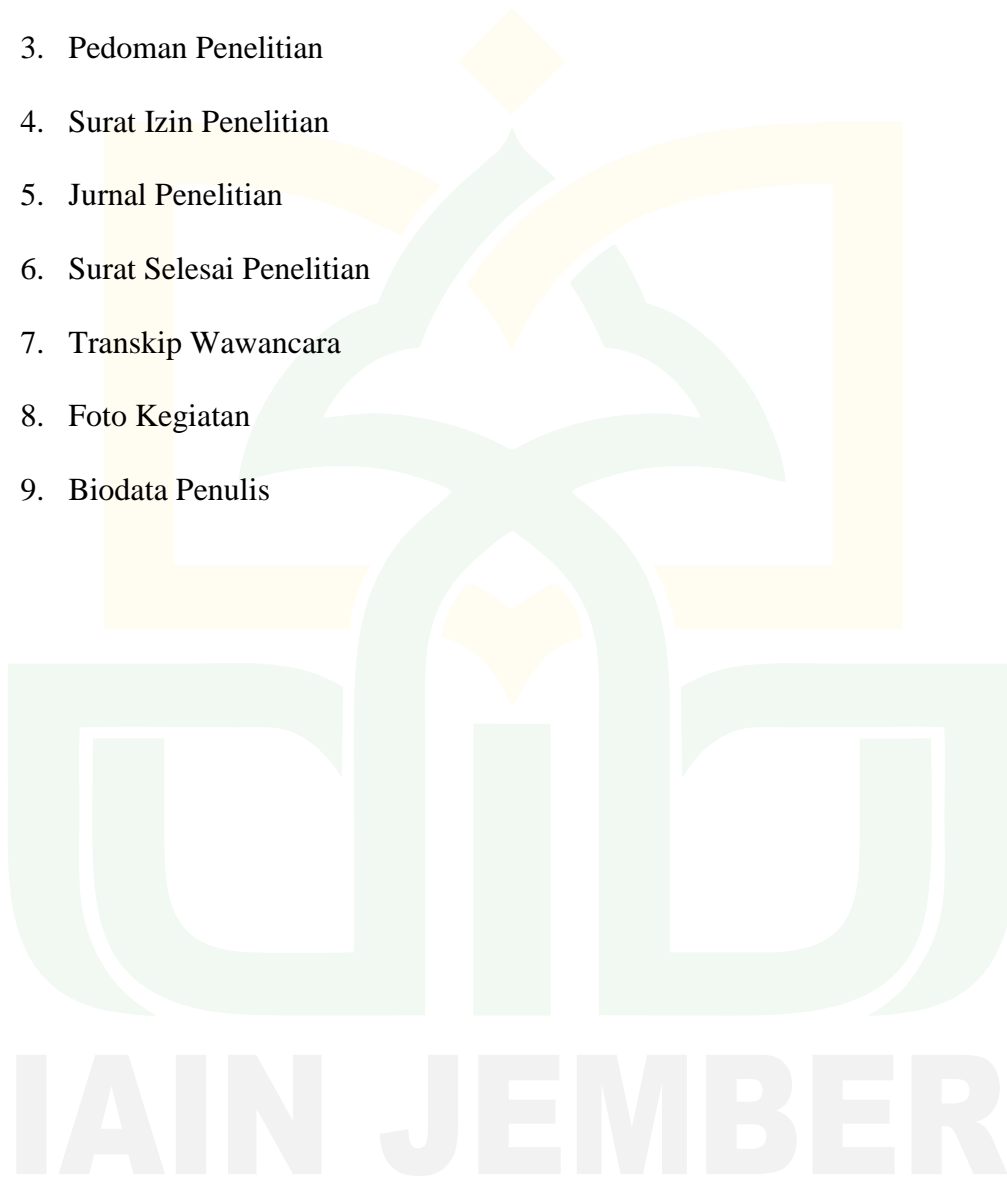 3. Pedoman Penelitian
4. Surat Izin Penelitian
5. Jurnal Penelitian
6. Surat Selesai Penelitian
7. Transkip Wawancara
8. Foto Kegiatan
9. Biodata Penulis
IAIN JEMBER